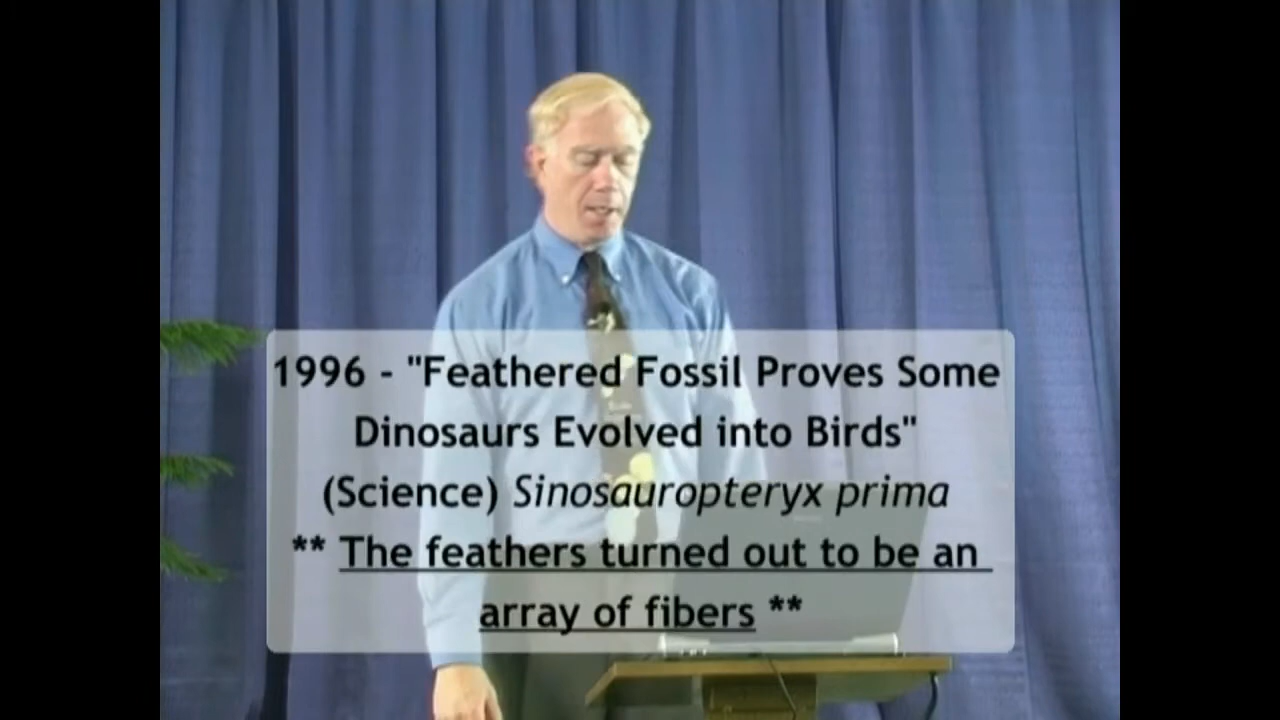 1996 - "Feathered Fossil Proves Some
Dinosaurs Evolved into Birds"
(Science) Sinosauropteryx prima
** The feathers turned out to be an
array of fibers **